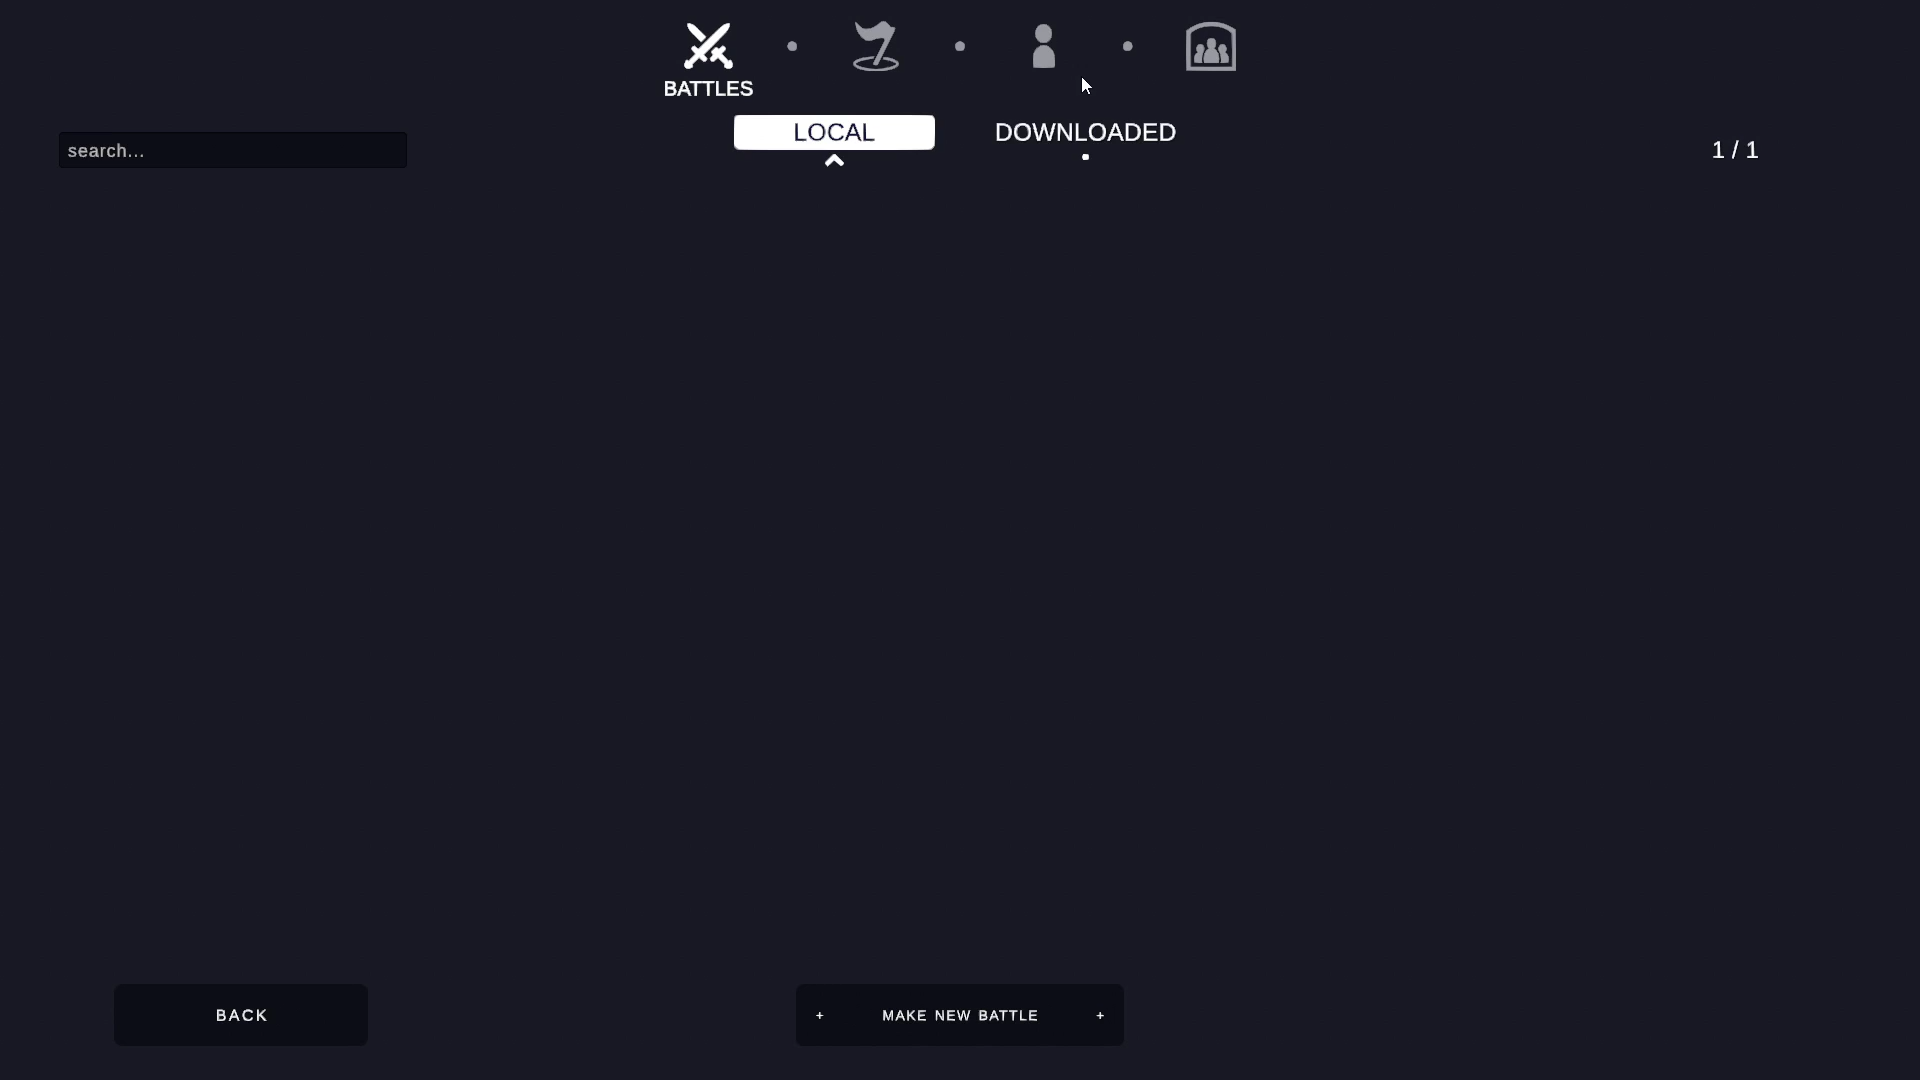 BATTLES
LOCAL
DOWNLOADED
search...
1 / 1
BACK
+ MAKE NEW BATTLE +